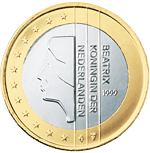 BEATRIX
KONINGIN DER
NEDERLANDEN
1999